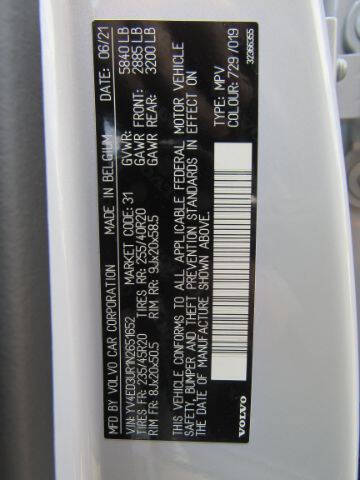 MFD BY VOLVO CAR CORPORATION MADE IN BELGIUM DATE: 06/21
VIN: YV4ED3UR1N2651652 GVWR: 5840 LB
MARKET CODE: 31 GAWR FRONT: 2885 LB
TIRES FR: 235/45R20 TIRES RR: 255/40R20 GAWR REAR: 3200 LB
RIM FR: 8Jx20x50.5 RIM RR: 9Jx20x58.5
THIS VEHICLE CONFORMS TO ALL APPLICABLE FEDERAL MOTOR VEHICLE
SAFETY, BUMPER AND THEFT PREVENTION STANDARDS IN EFFECT ON
THE DATE OF MANUFACTURE SHOWN ABOVE.
TYPE: MPV
COLOUR: 729 /019
VOLVO 32366355